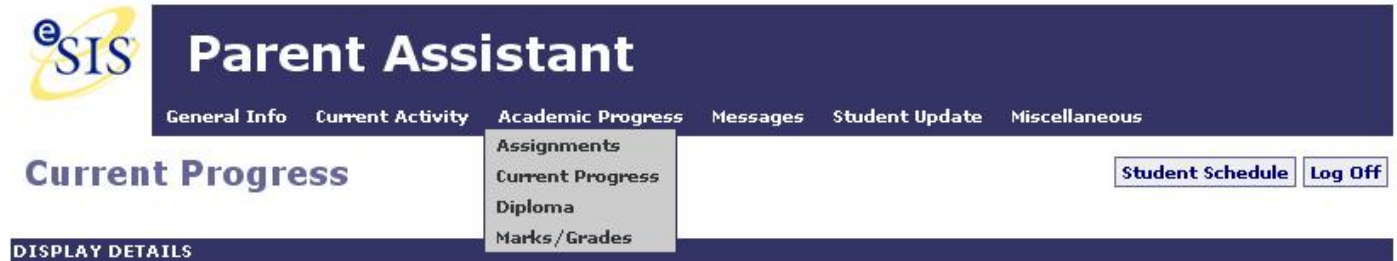 eSIS
Parent Assistant
General Info Current Activity Academic Progress Messages Student Update Miscellaneous
Assignments
Current Progress
Diploma
Marks/Grades
Current Progress
Student Schedule Log Off
DISPLAY DETAILS